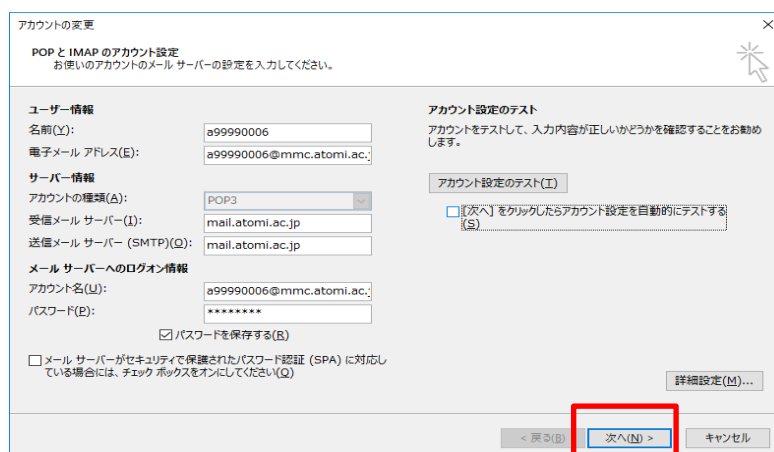 アカウントの変更
POP と IMAP のアカウント設定
お使いのアカウントのメール サーバーの設定を入力してください。
ユーザー情報
名前(Y):
a99990006
電子メール アドレス(E):
a99990006@mmc.atomi.ac.j
サーバー情報
アカウントの種類(A):
POP3
受信メール サーバー(I):
mail.atomi.ac.jp
送信メール サーバー (SMTP)(O):
mail.atomi.ac.jp
メール サーバーへのログオン情報
アカウント名(U):
a99990006@mmc.atomi.ac.j
パスワード(P):
********
パスワードを保存する(R)
メール サーバーがセキュリティで保護されたパスワード認証 (SPA) に対応し
ている場合には、チェック ボックスをオンにしてください(Q)
アカウント設定のテスト
アカウントをテストして、入力内容が正しいかどうかを確認することをお勧め
します。
アカウント設定のテスト(T)
[次へ] をクリックしたらアカウント設定を自動的にテストする
(S)
詳細設定(M)...
< 戻る(B)
次へ(N) >
キャンセル